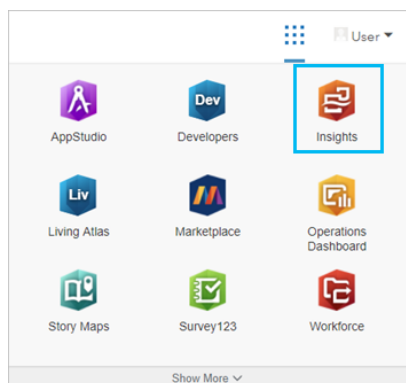 User
AppStudio
Dev
Developers
Insights
Liv
Living Atlas
Marketplace
Operations
Dashboard
Story Maps
Survey123
Workforce
Show More